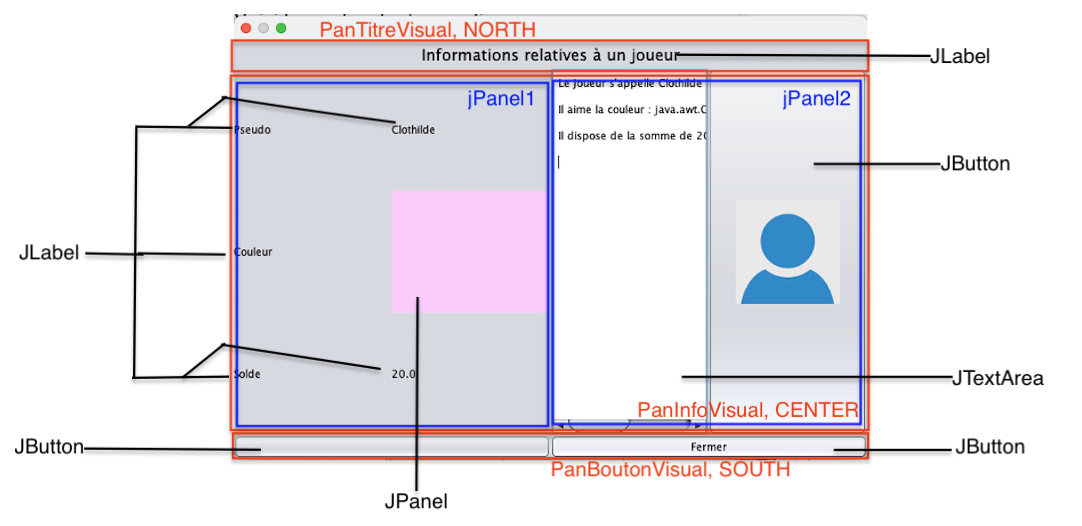 PanTitreVisual, NORTH
Informations relatives à un joueur
JLabel
jPanel1
Le Joueur s'appelle Clothilde
jPanel2
Il aime la couleur : java.awt.C
Pseudo
Clothilde
Il dispose de la somme de 20
JButton
JLabel
Couleur
Solde
20.0
JTextArea
PanInfoVisual, CENTER
JButton
Fermer
JButton
PanBoutonVisual, SOUTH
JPanel